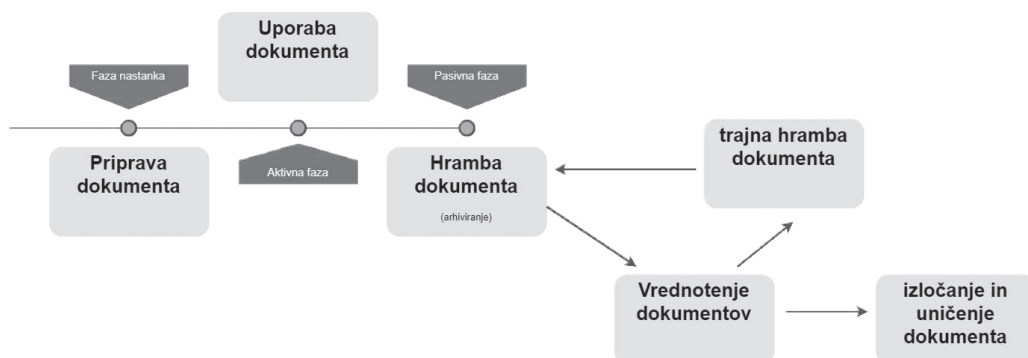 Uporaba
dokumenta
Faza nastanka
Pasivna faza
Priprava
dokumenta
Aktivna faza
Hramba
dokumenta
(arhiviranje)
trajna hramba
dokumenta
Vrednotenje
dokumentov
izločanje in
uničenje
dokumenta